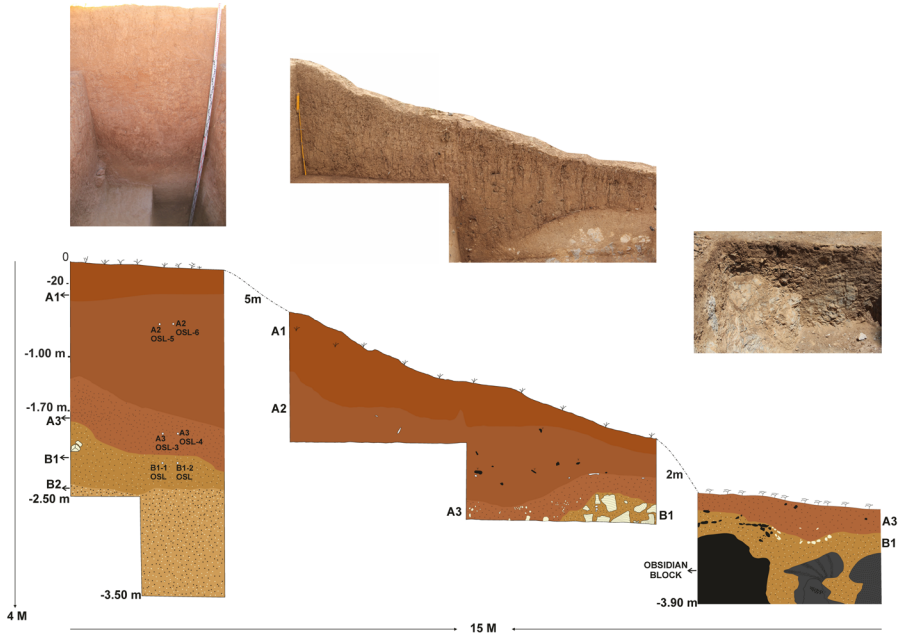 0
-20
A1
A2
OSL-5
A2
OSL-6
-1.00 m
-1.70 m
A3
A3
OSL-3
A3
OSL-4
B1
B1-1
OSL
B1-2
OSL
B2
-2.50 m
-3.50 m
4 M
5m
A1
A2
A3
B1
2m
A3
B1
OBSIDIAN
BLOCK
-3.90 m
15 M